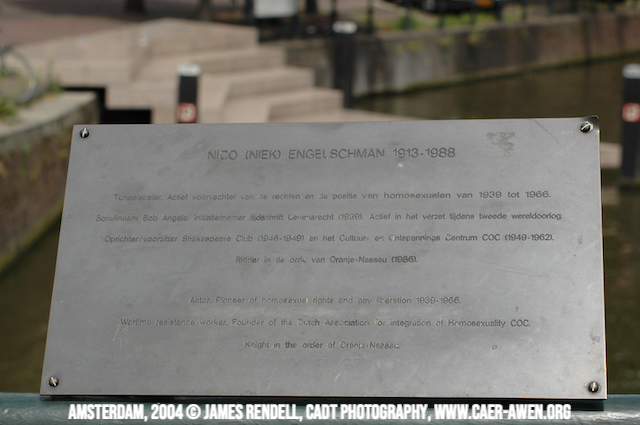 NICO (NIEK) ENGELSCHMAN 1913-1988
Toneelspeler. Actief voorvechter van de rechten en de positie van homosexuelen van 1939 tot 1966.
Schuilnaam Bob Angelo. Initiatiefnemer tijdschrift Levensrecht (1939). Actief in het verzet tijdens tweede wereldoorlog.
Oprichter/voorzitter Shakespeare Club (1946-1949) en het Cultuur- en Ontspannings Centrum COC (1949-1962).
Ridder in de orde van Oranje-Nassau (1986).
Actor. Pioneer of homosexual rights and gay liberation 1939-1966.
Wartime resistence worker. Founder of the Dutch Association for integration of Homosexuality COC.
Knight in the order of Oranje-Nassau.
AMSTERDAM, 2004 © JAMES RENDELL, CADT PHOTOGRAPHY, WWW.CAER-AWEN.ORG